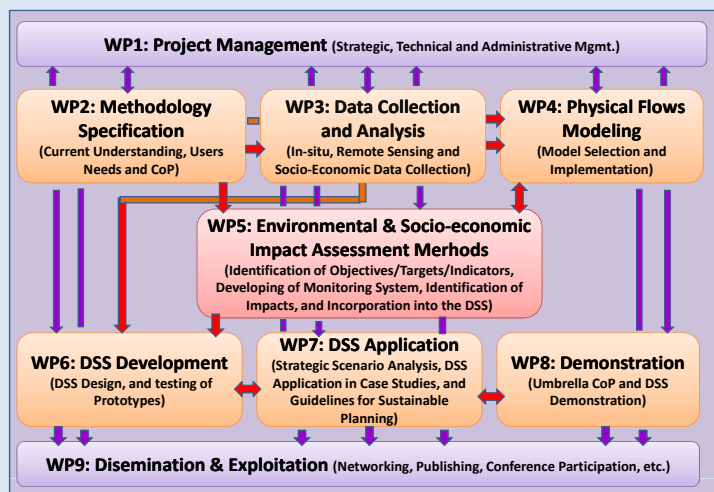 WP1: Project Management (Strategic, Technical and Administrative Mgmt.)
WP2: Methodology
Specification
(Current Understanding, Users
Needs and CoP)
WP3: Data Collection
and Analysis
(In-situ, Remote Sensing and
Socio-Economic Data Collection)
WP4: Physical Flows
Modeling
(Model Selection and
Implementation)
WP5: Environmental & Socio-economic
Impact Assessment Merhods
(Identification of Objectives/Targets/Indicators,
Developing of Monitoring System, Identification of
Impacts, and Incorporation into the DSS)
WP6: DSS Development
(DSS Design, and testing of
Prototypes)
WP7: DSS Application
(Strategic Scenario Analysis, DSS
Application in Case Studies, and
Guidelines for Sustainable
Planning)
WP8: Demonstration
(Umbrella CoP and DSS
Demonstration)
WP9: Disemination & Exploitation (Networking, Publishing, Conference Participation, etc.)